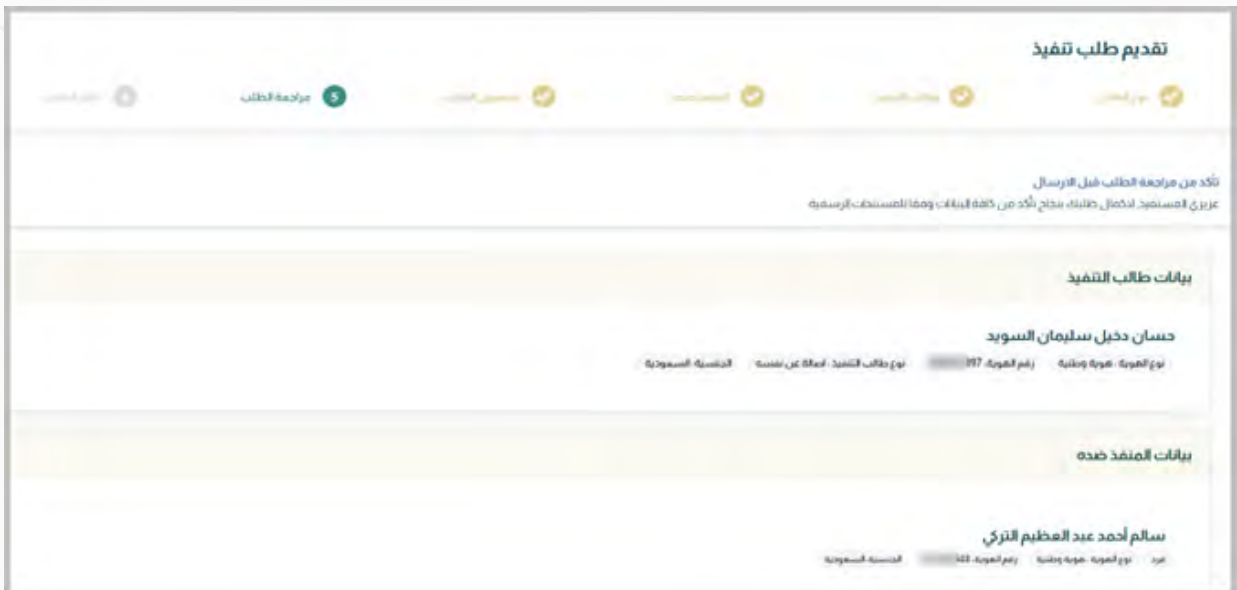 تقديم طلب تنفيذ
نوع الطلب
5 مراجعة الطلب
تأكد من مراجعة الطلب قبل الارسال
عزيزي المستفيد لاكمال طلبك بنجاح تأكد من كافة البيانات وفقا للمستندات الرسمية
بيانات طالب التنفيذ
حسان دخيل سليمان السويد
نوع الهوية: هوية وطنية رقم الهوية: نوع طالب التنفيذ: اصالة عن نفسه الجنسية: السعودية
بيانات المنفذ ضده
سالم أحمد عبد العظيم التركي
فرد نوع الهوية: هوية وطنية رقم الهوية: الجنسية: السعودية